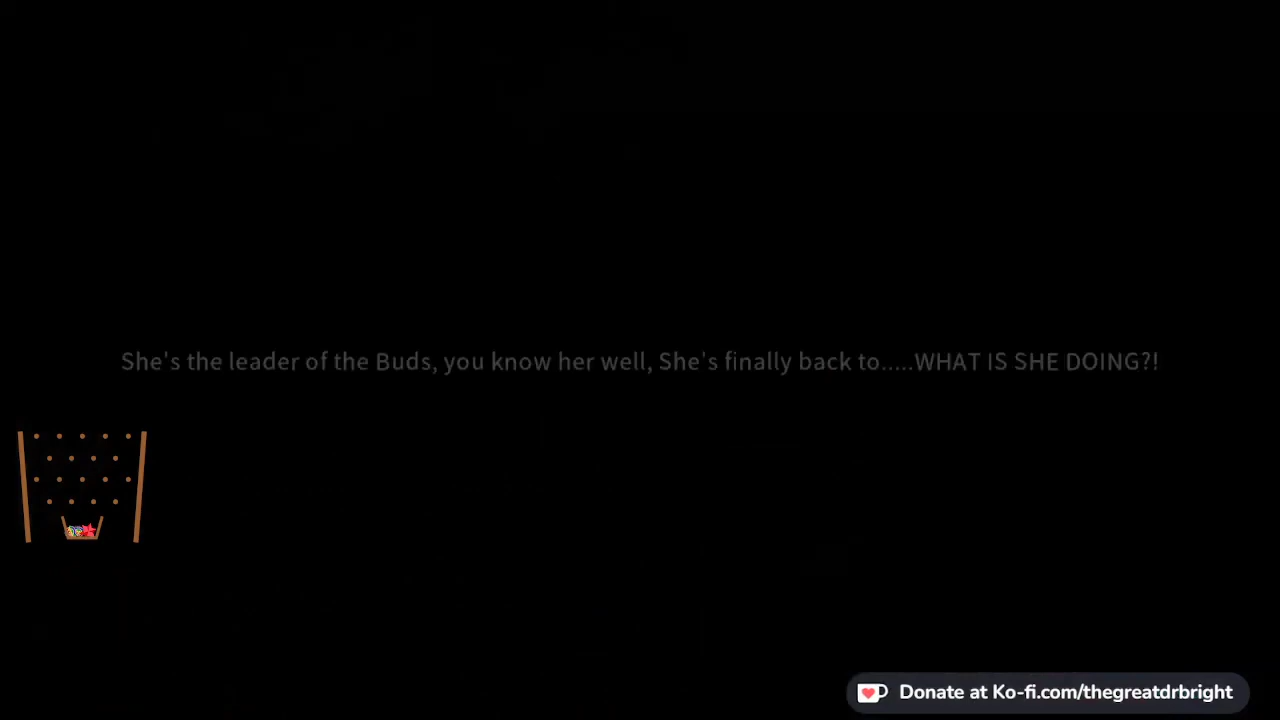 She's the leader of the Buds, you know her well, She's finally back to.....WHAT IS SHE DOING?!
Donate at Ko-fi.com/thegreatdrbright